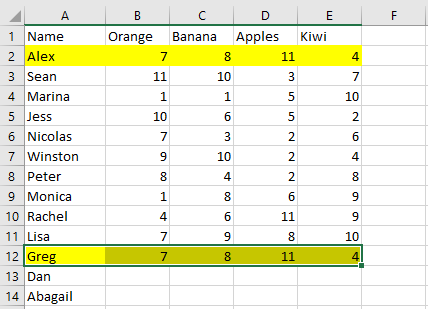 A B C D E F
1 Name Orange Banana Apples Kiwi
2 Alex 7 8 11 4
3 Sean 11 10 3 7
4 Marina 1 1 5 10
5 Jess 10 6 5 2
6 Nicolas 7 3 2 6
7 Winston 9 10 2 4
8 Peter 8 4 2 8
9 Monica 1 8 6 9
10 Rachel 4 6 11 9
11 Lisa 7 9 8 10
12 Greg 7 8 11 4
13 Dan
14 Abagail